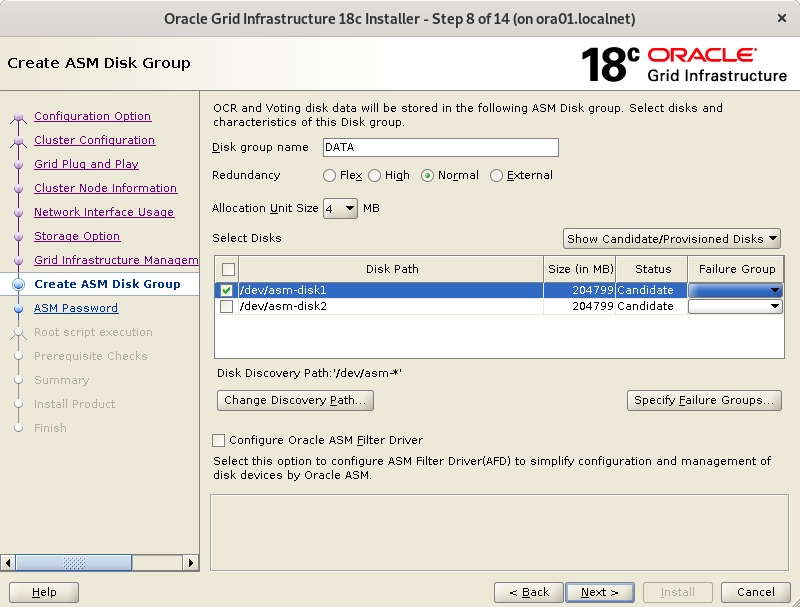 Oracle Grid Infrastructure 18c Installer - Step 8 of 14 (on ora01.localnet)
Create ASM Disk Group
18c ORACLE
Grid Infrastructure
Configuration Option
Cluster Configuration
Grid Plug and Play
Cluster Node Information
Network Interface Usage
Storage Option
Grid Infrastructure Managem
Create ASM Disk Group
ASM Password
Root script execution
Prerequisite Checks
Summary
Install Product
Finish
OCR and Voting disk data will be stored in the following ASM Disk group. Select disks and
characteristics of this Disk group.
Disk group name DATA
Redundancy Flex High Normal External
Allocation Unit Size 4 MB
Select Disks Show Candidate/Provisioned Disks
Disk Path Size (in MB) Status Failure Group
/dev/asm-disk1 204799 Candidate
/dev/asm-disk2 204799 Candidate
Disk Discovery Path:'/dev/asm-*'
Change Discovery Path... Specify Failure Groups...
Configure Oracle ASM Filter Driver
Select this option to configure ASM Filter Driver(AFD) to simplify configuration and management of
disk devices by Oracle ASM.
Help < Back Next > Install Cancel